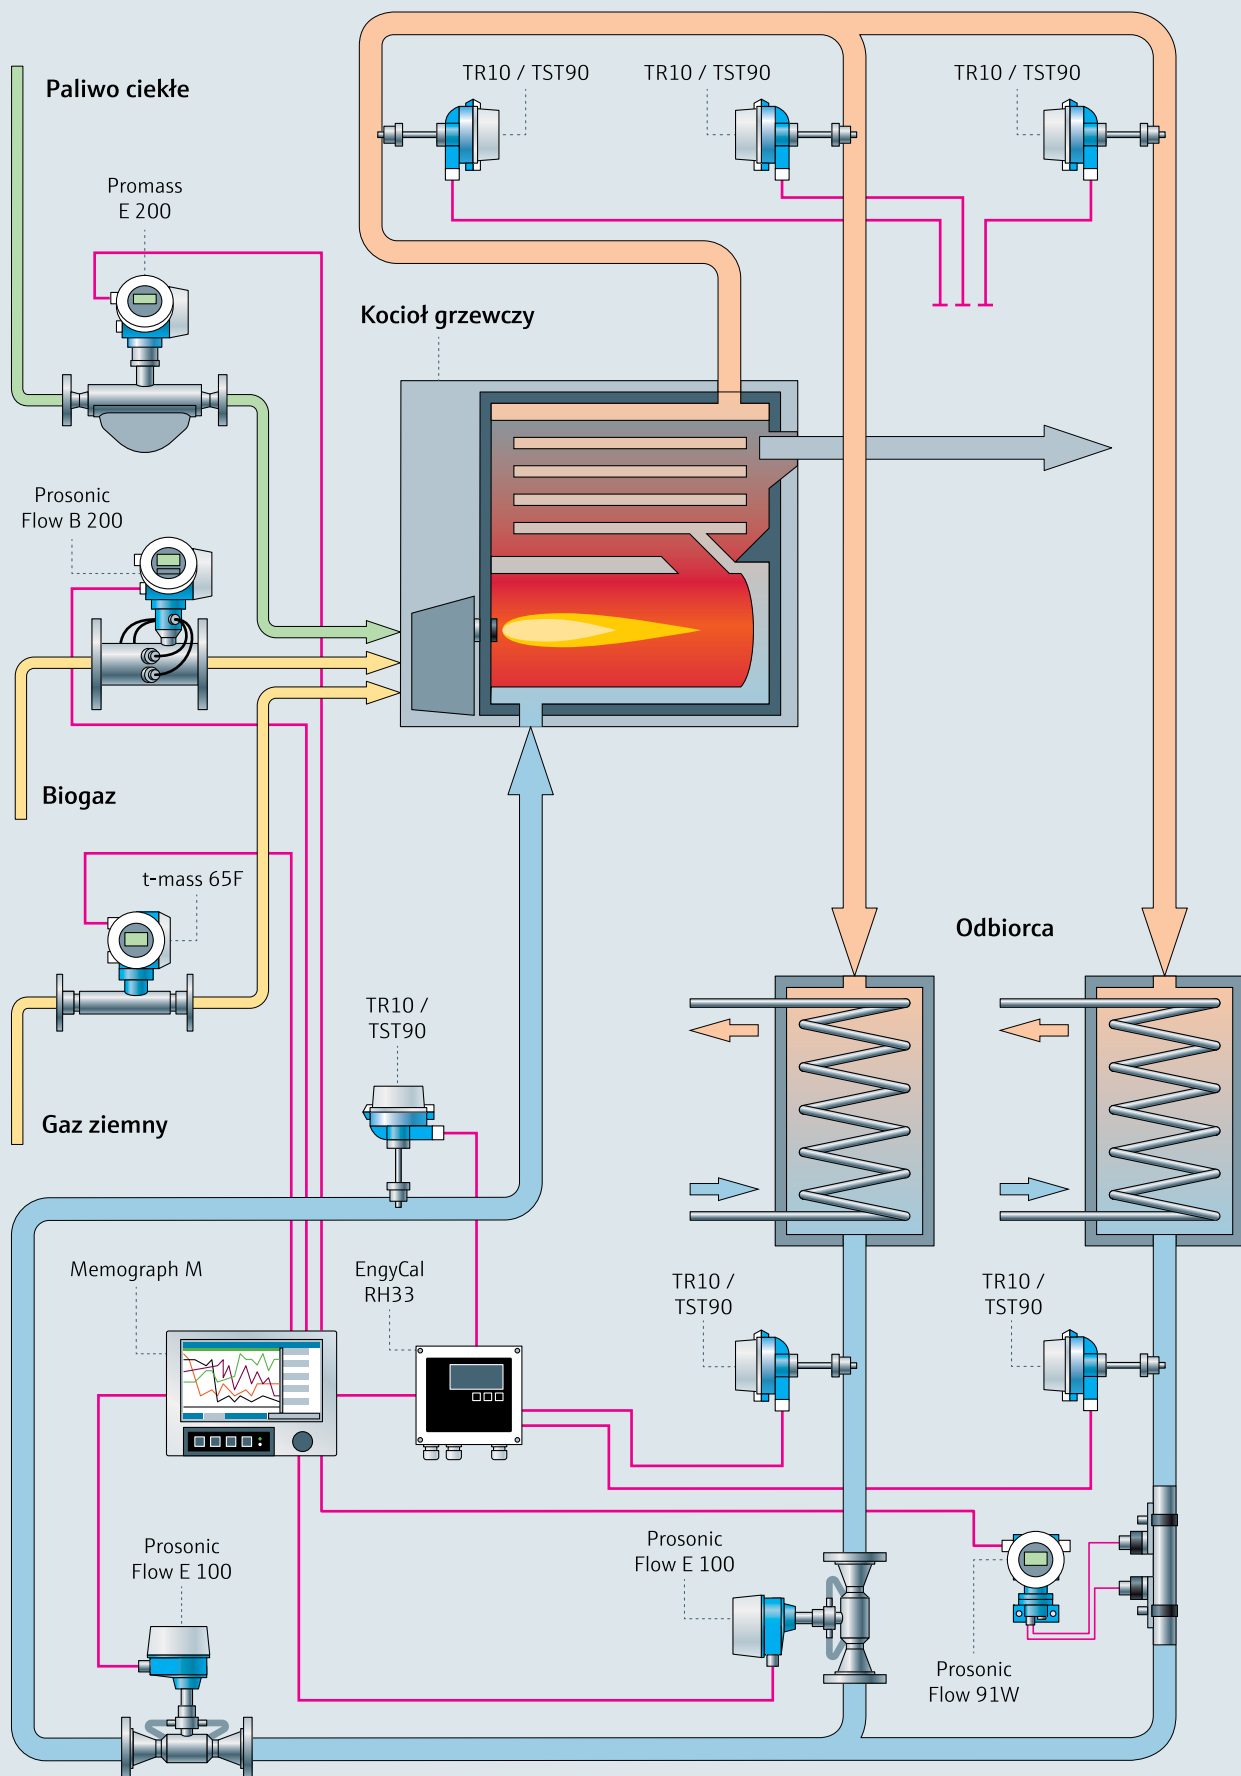 Paliwo ciekłe
TR10 / TST90
TR10 / TST90
TR10 / TST90
Promass
E 200
Kocioł grzewczy
Prosonic
Flow B 200
Biogaz
t-mass 65F
Odbiorca
TR10 /
TST90
Gaz ziemny
Memograph M
EngyCal
RH33
TR10 /
TST90
TR10 /
TST90
Prosonic
Flow E 100
Prosonic
Flow E 100
Prosonic
Flow 91W